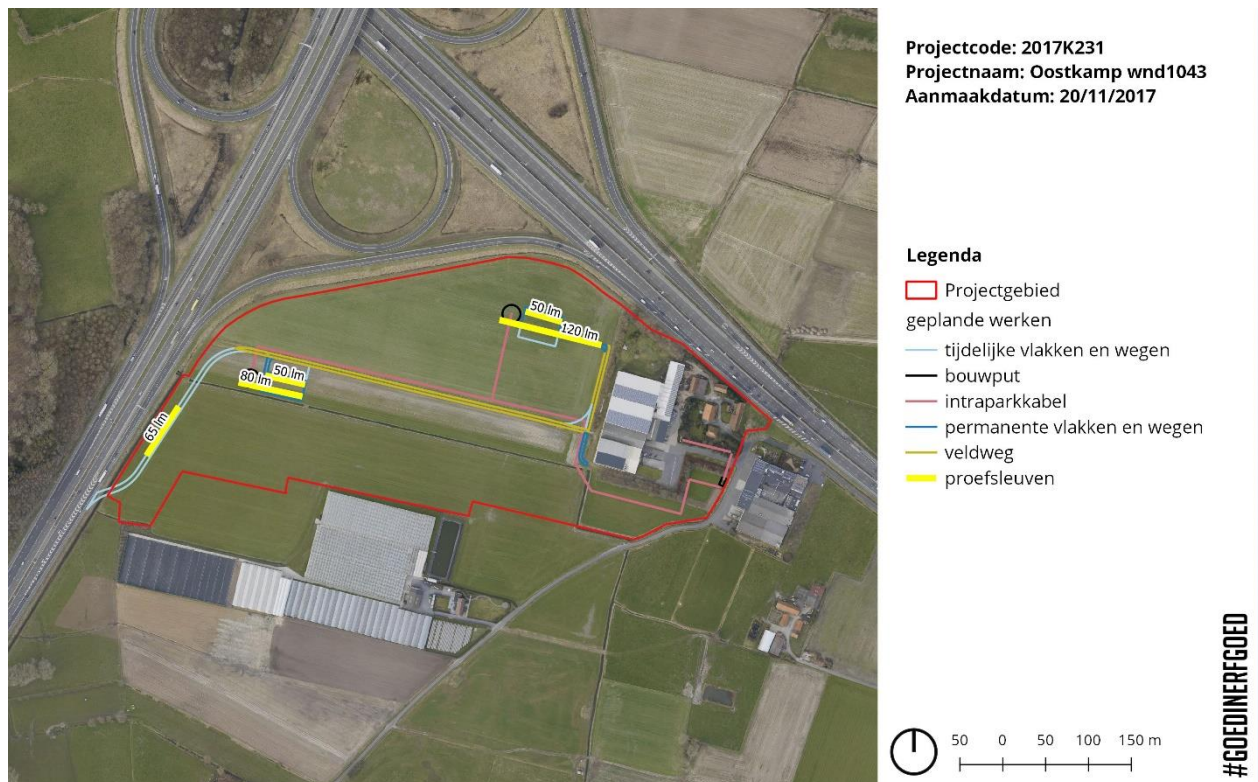 Projectcode: 2017K231
Projectnaam: Oostkamp wnd1043
Aanmaakdatum: 20/11/2017
50 lm
120 lm
50 lm
80 lm
65 lm
Legenda
Projectgebied
geplande werken
tijdelijke vlakken en wegen
bouwput
intraparkkabel
permanente vlakken en wegen
veldweg
proefsleuven
50 0 50 100 150 m
#GOEDINERFGOED